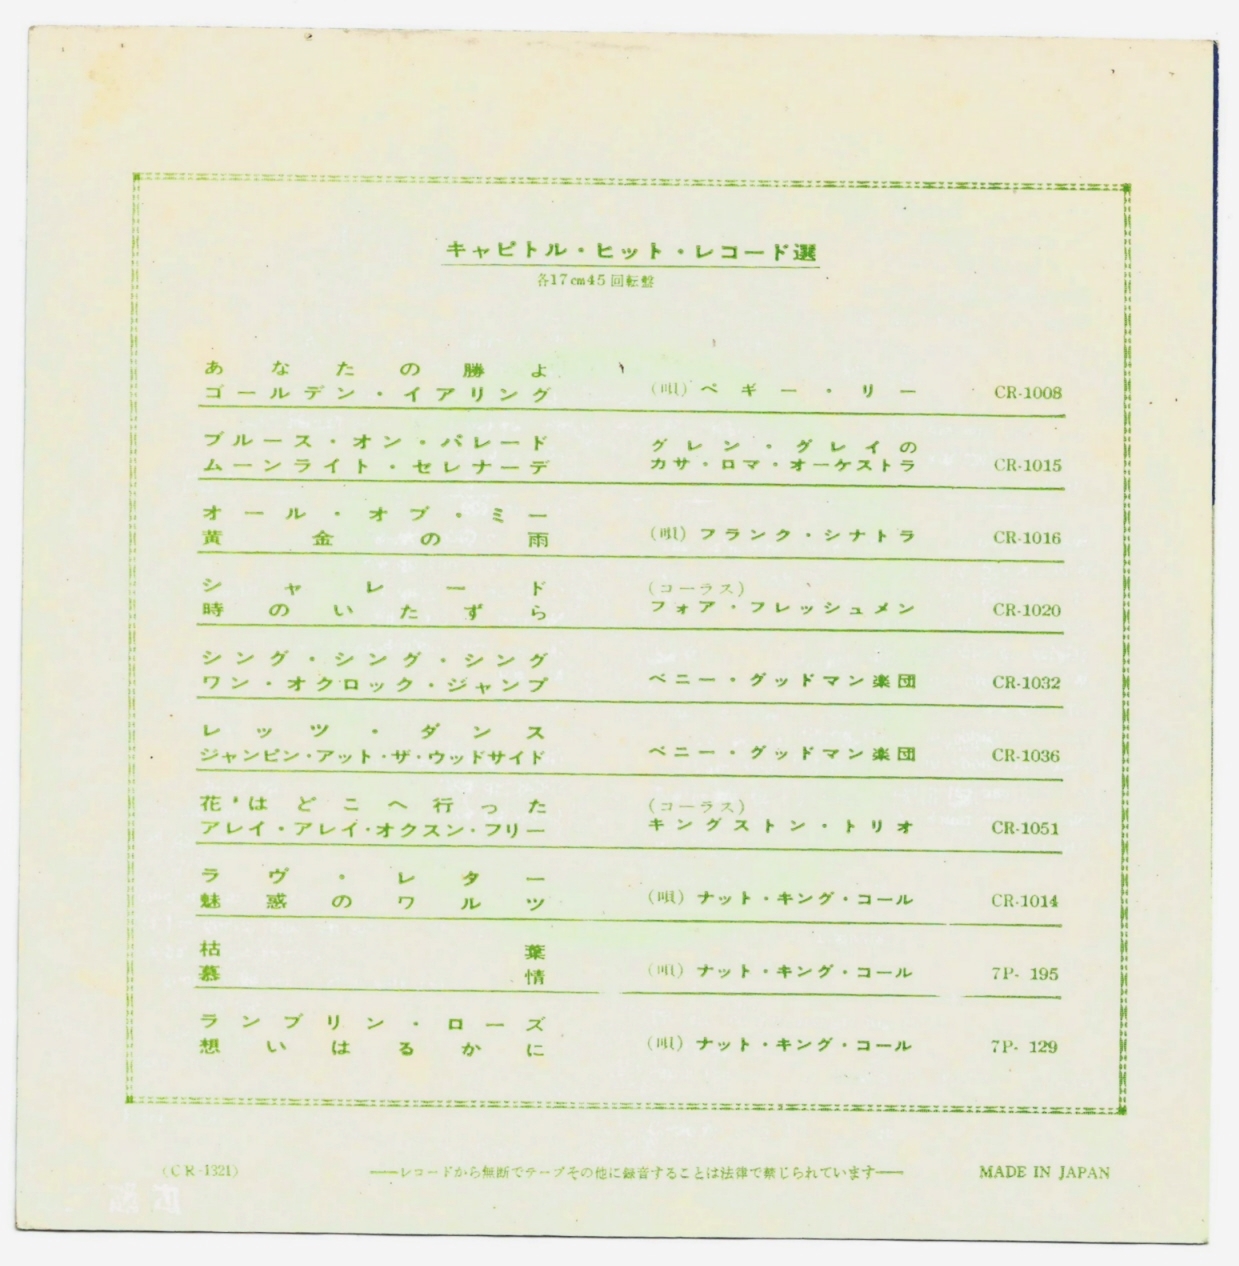 キャピトル・ヒット・レコード選
各17cm45回転盤
あなたの勝よ
ゴールデン・イアリング (唄) ペギー・リー CR-1008
ブルース・オン・パレード グレン・グレイの
ムーンライト・セレナーデ カサ・ロマ・オーケストラ CR-1015
オール・オブ・ミー
黄金の雨 (唄) フランク・シナトラ CR-1016
シャレード (コーラス)
時のいたずら フォア・フレッシュメン CR-1020
シング・シング・シング
ワン・オクロック・ジャンプ ベニー・グッドマン楽団 CR-1032
レッツ・ダンス
ジャンピン・アット・ザ・ウッドサイド ベニー・グッドマン楽団 CR-1036
花はどこへ行った (コーラス)
アレイ・アレイ・オクスン・フリー キングストン・トリオ CR-1051
ラヴ・レター
魅惑のワルツ (唄) ナット・キング・コール CR-1014
枯葉
慕情 (唄) ナット・キング・コール 7P- 195
ランブリン・ローズ
想いはるかに (唄) ナット・キング・コール 7P- 129
(CR-1321) ──レコードから無断でテープその他に録音することは法律で禁じられています── MADE IN JAPAN